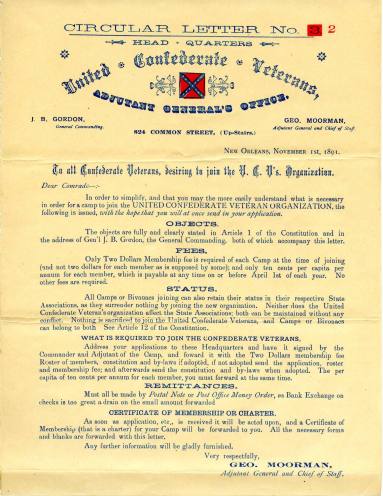 CIRCULAR LETTER No. 3 2
HEAD-QUARTERS
United Confederate Veterans,
ADJUTANT GENERAL'S OFFICE.
J. B. GORDON,
General Commanding.
GEO. MOORMAN,
Adjutant General and Chief of Staff.
824 COMMON STREET, (Up-Stairs.)
NEW ORLEANS, NOVEMBER 1ST, 1891.
To all Confederate Veterans, desiring to join the U. C. V's. Organization.
Dear Comrade—:-
In order to simplify, and that you may the more easily understand what is necessary
in order for a camp to join the UNITED CONFEDERATE VETERAN ORGANIZATION, the
following is issued, with the hope that you will at once send in your application.
OBJECTS.
The objects are fully and clearly stated in Article 1 of the Constitution and in
the address of Gen'l J. B. Gordon, the General Commanding, both of which accompany this letter.
FEES.
Only Two Dollars Membership fee is required of each Camp at the time of joining
(and not two dollars for each member as is supposed by some); and only ten cents per capita per
annum for each member, which is payable at any time on or before April 1st of each year. No
other fees are required.
STATUS.
All Camps or Bivouacs joining can also retain their status in their respective State
Associations, as they surrender nothing by joining the new organization. Neither does the United
Confederate Veteran's organization affect the State Associations; both can be maintained without any
conflict. Nothing is sacrificed to join the United Confederate Veterans, and Camps or Bivouacs
can belong to both See Article 12 of the Constitution.
WHAT IS REQUIRED TO JOIN THE CONFEDERATE VETERANS.
Address your applications to these Headquarters and have it signed by the
Commander and Adjutant of the Camp, and foward it with the Two Dollars membership fee
Roster of members, constitution and by-laws if adopted, if not adopted send the application, roster
and membership fee; and afterwards send the constitution and by-laws when adopted. The per
capita of ten cents per annum for each member, you must forward at the same time.
REMITTANCES.
Must all be made by Postal Note or Post Office Money Order, as Bank Exchange on
checks is too great a drain on the small amount forwarded
CERTIFICATE OF MEMBERSHIP OR CHARTER.
As soon as application, etc., is received it will be acted upon, and a Certificate of
Membership (that is a charter) for your Camp will be forwarded to you. All the necessary forms
and blanks are forwarded with this letter.
Any further information will be gladly furnished.
Very respectfully,
GEO. MOORMAN,
Adjutant General and Chief of Staff.